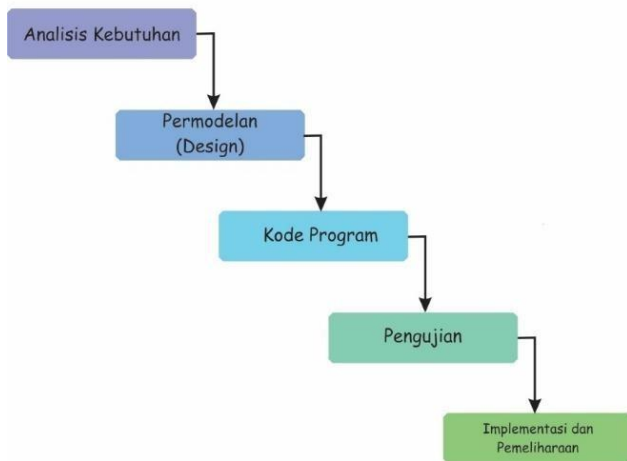 Analisis Kebutuhan
Permodelan
(Design)
Kode Program
Pengujian
Implementasi dan
Pemeliharaan